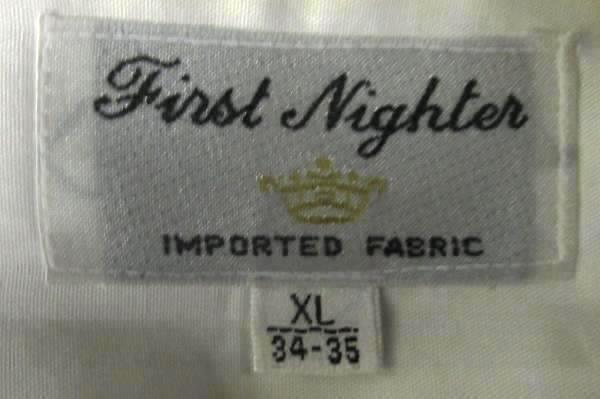 First Nighter
IMPORTED FABRIC
XL
34-35